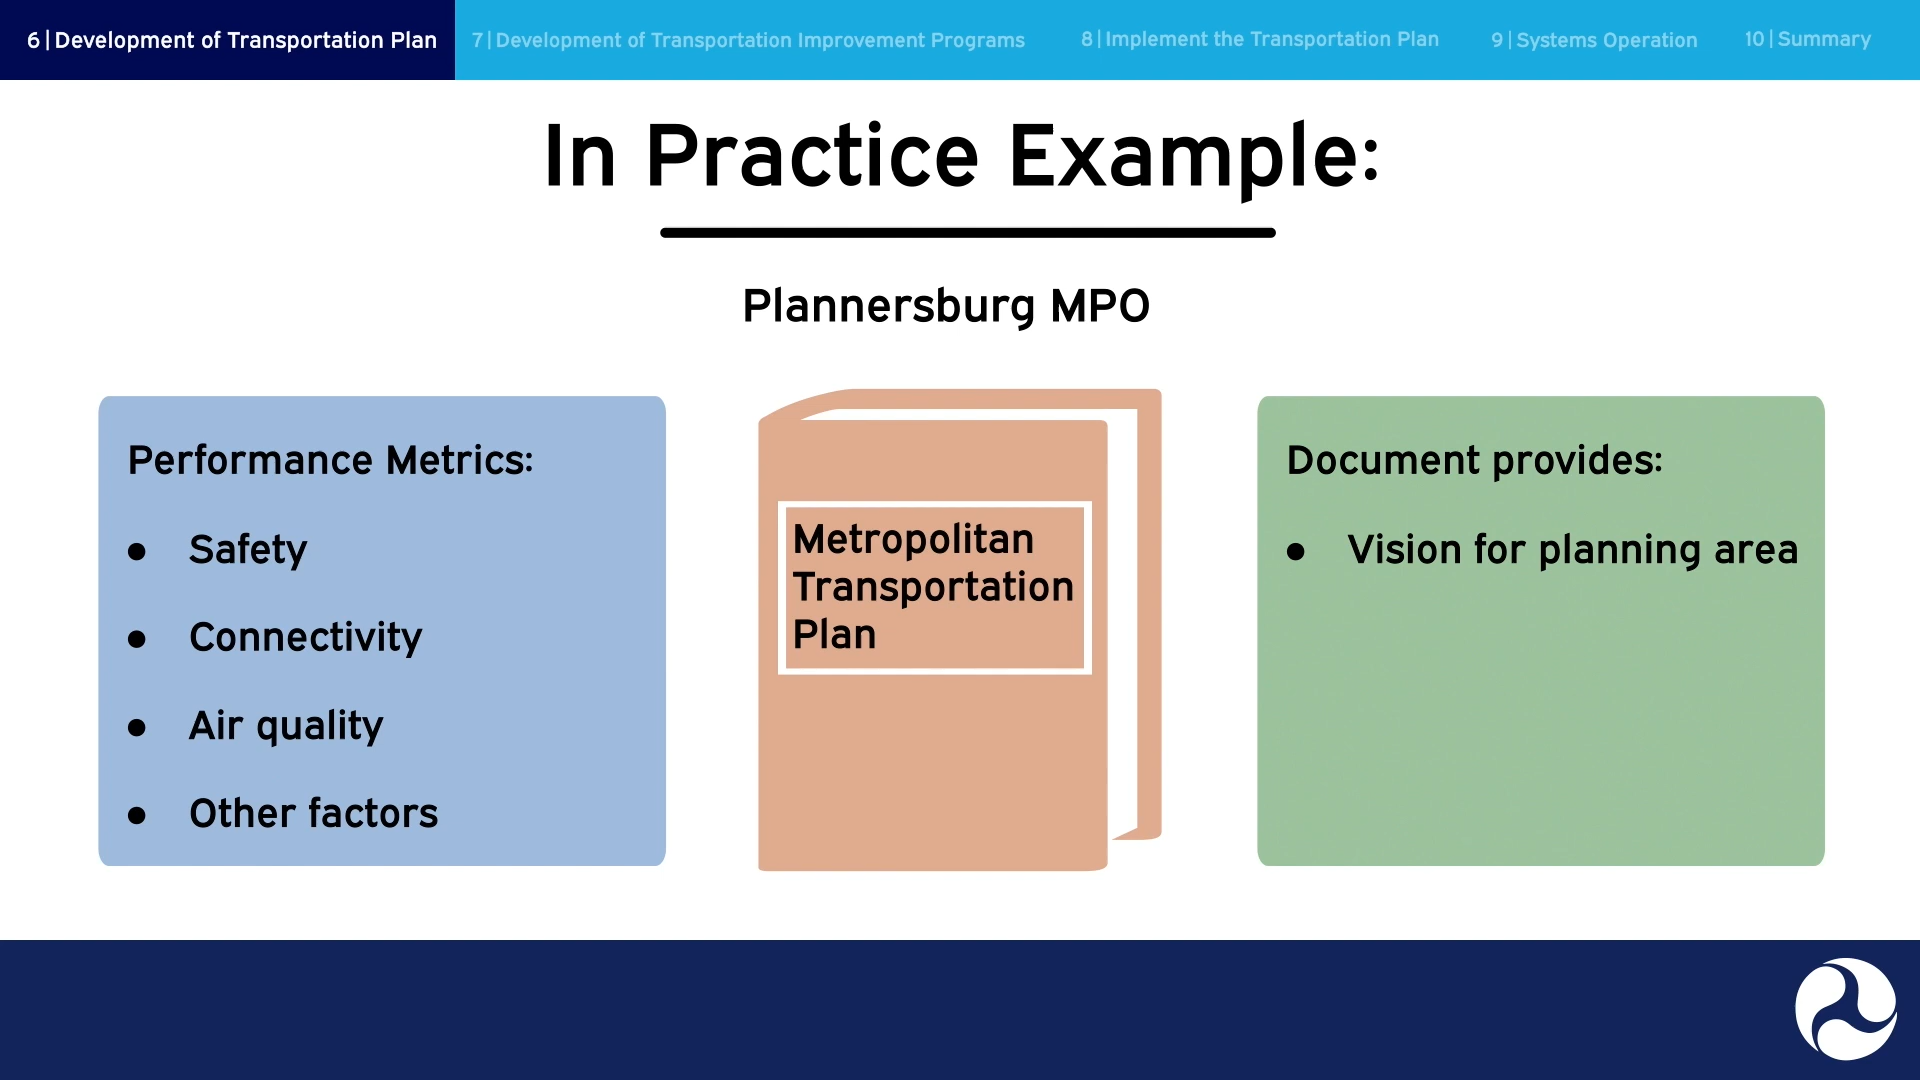 6|Development of Transportation Plan
7|Development of Transportation Improvement Programs
8|Implement the Transportation Plan
9|Systems Operation
10|Summary
In Practice Example:
Plannersburg MPO
Performance Metrics:
● Safety
● Connectivity
● Air quality
● Other factors
Metropolitan
Transportation
Plan
Document provides:
● Vision for planning area